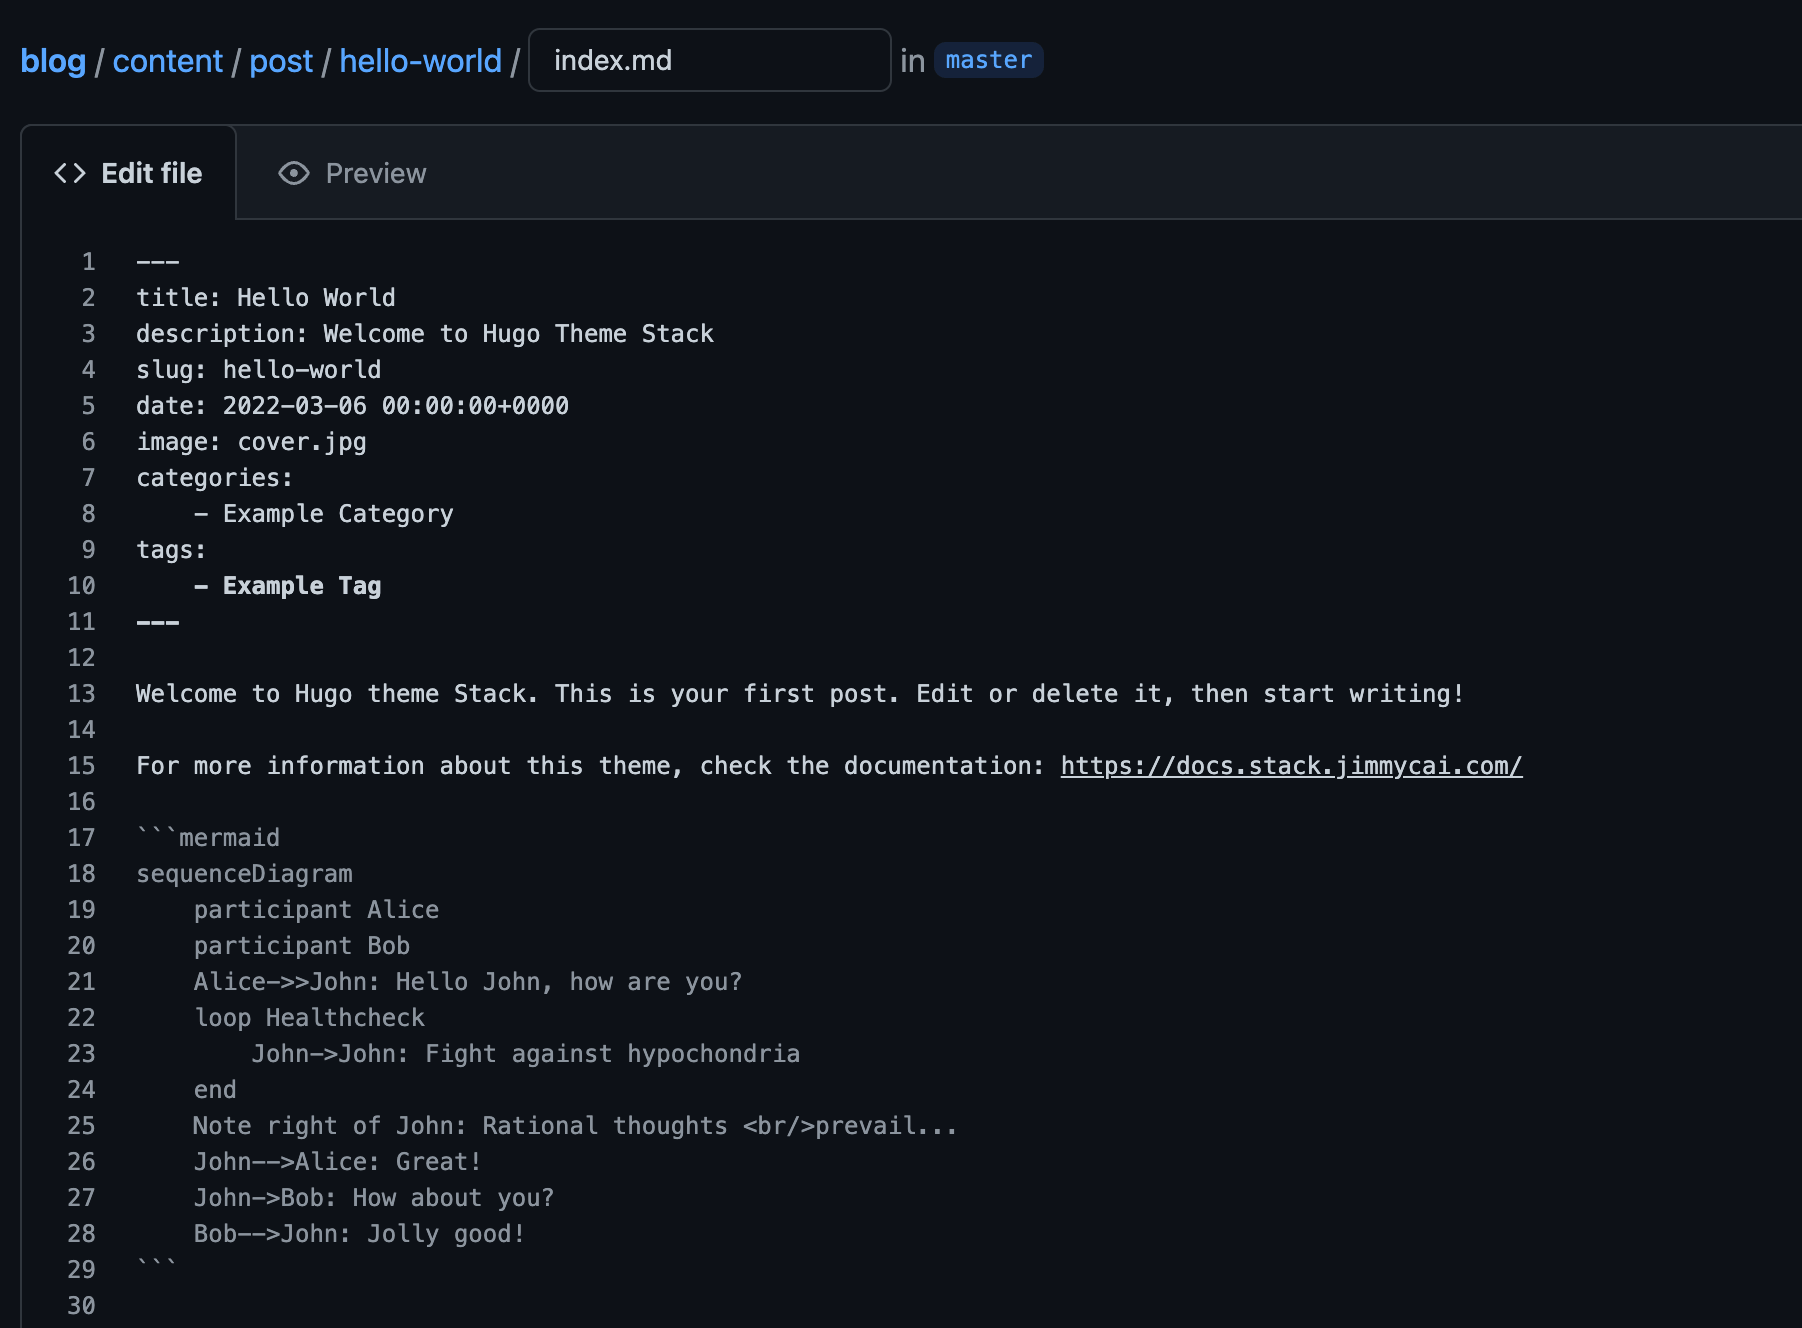 blog / content / post / hello-world / index.md in master
Edit file Preview
1 ---
2 title: Hello World
3 description: Welcome to Hugo Theme Stack
4 slug: hello-world
5 date: 2022-03-06 00:00:00+0000
6 image: cover.jpg
7 categories:
8     - Example Category
9 tags:
10     - Example Tag
11 ---
12
13 Welcome to Hugo theme Stack. This is your first post. Edit or delete it, then start writing!
14
15 For more information about this theme, check the documentation: https://docs.stack.jimmycai.com/
16
17 ```mermaid
18 sequenceDiagram
19     participant Alice
20     participant Bob
21     Alice->>John: Hello John, how are you?
22     loop Healthcheck
23         John->John: Fight against hypochondria
24     end
25     Note right of John: Rational thoughts <br/>prevail...
26     John-->Alice: Great!
27     John->Bob: How about you?
28     Bob-->John: Jolly good!
29 ```
30